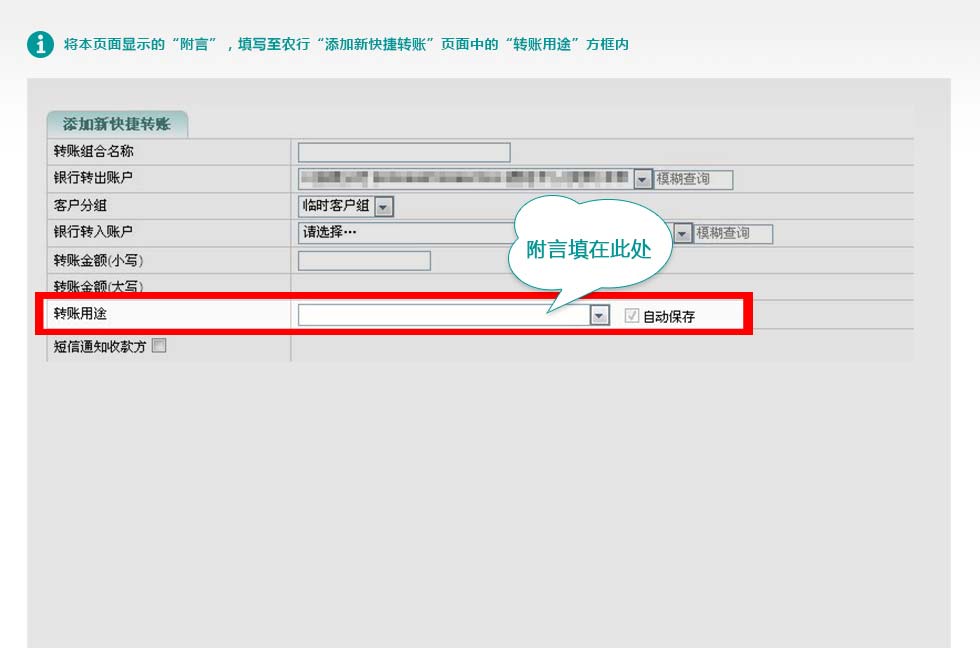 将本页面显示的“附言”，填写至农行“添加新快捷转账”页面中的“转账用途”方框内
添加新快捷转账
转账组合名称
银行转出账户 模糊查询
客户分组 临时客户组
银行转入账户 请选择… 模糊查询
附言填在此处
转账金额(小写)
转账金额(大写)
转账用途 自动保存
短信通知收款方